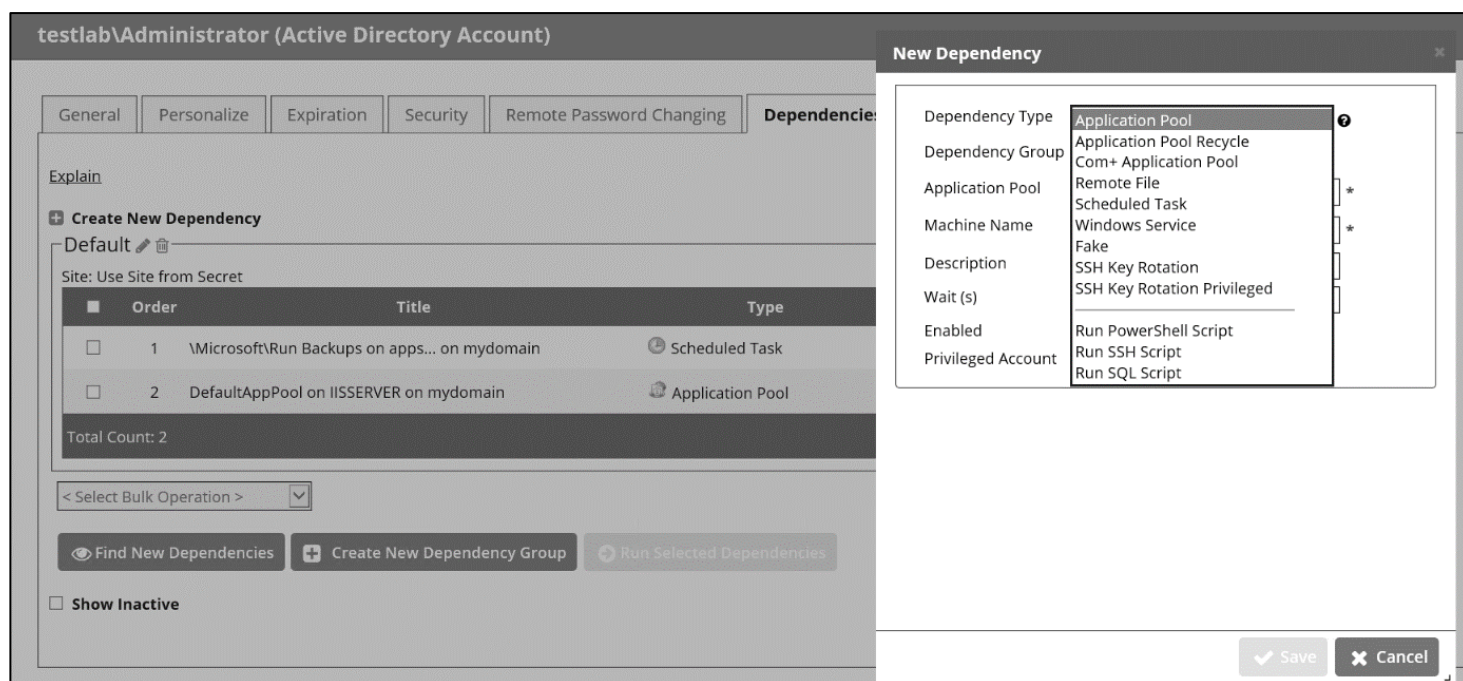 testlab\Administrator (Active Directory Account)
General Personalize Expiration Security Remote Password Changing Dependencies
Explain
Create New Dependency
Default
Site: Use Site from Secret
Order Title Type
1 \Microsoft\Run Backups on apps... on mydomain Scheduled Task
2 DefaultAppPool on IISSERVER on mydomain Application Pool
Total Count: 2
< Select Bulk Operation >
Find New Dependencies Create New Dependency Group Run Selected Dependencies
Show Inactive
New Dependency
Dependency Type
Dependency Group
Application Pool *
Machine Name *
Description
Wait (s)
Enabled
Privileged Account
Application Pool
Application Pool Recycle
Com+ Application Pool
Remote File
Scheduled Task
Windows Service
Fake
SSH Key Rotation
SSH Key Rotation Privileged
Run PowerShell Script
Run SSH Script
Run SQL Script
Save Cancel